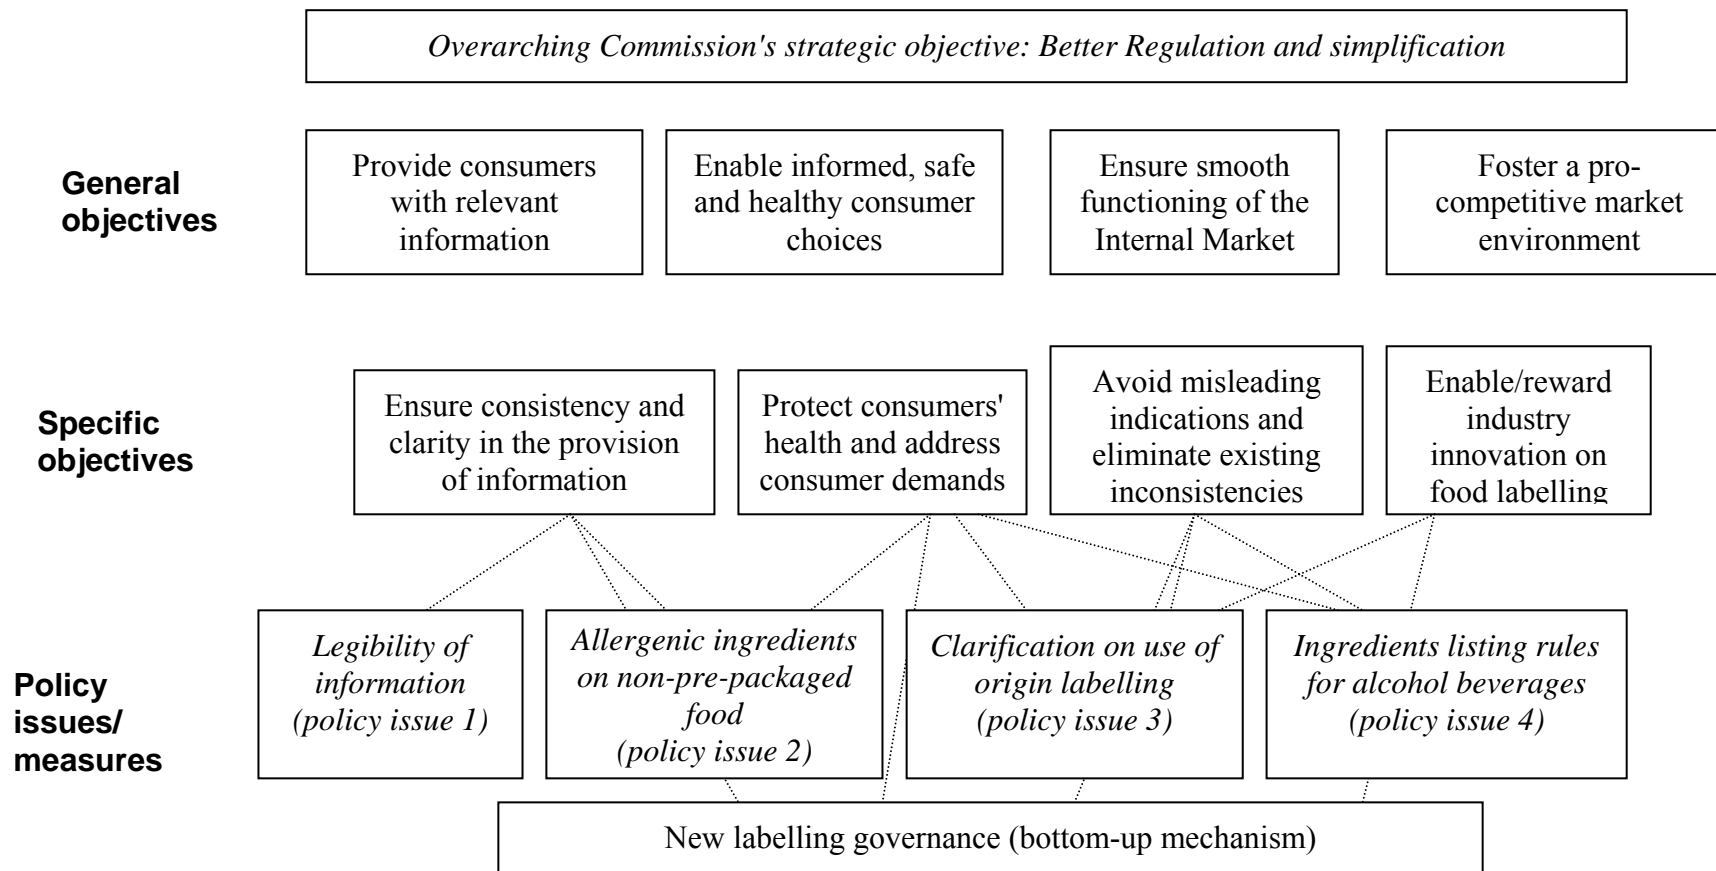 Overarching Commission's strategic objective: Better Regulation and simplification
General
objectives
Provide consumers
with relevant
information
Enable informed, safe
and healthy consumer
choices
Ensure smooth
functioning of the
Internal Market
Foster a pro-
competitive market
environment
Specific
objectives
Ensure consistency and
clarity in the provision
of information
Protect consumers'
health and address
consumer demands
Avoid misleading
indications and
eliminate existing
inconsistencies
Enable/reward
industry
innovation on
food labelling
Policy
issues/
measures
Legibility of
information
(policy issue 1)
Allergenic ingredients
on non-pre-packaged
food
(policy issue 2)
Clarification on use of
origin labelling
(policy issue 3)
Ingredients listing rules
for alcohol beverages
(policy issue 4)
New labelling governance (bottom-up mechanism)